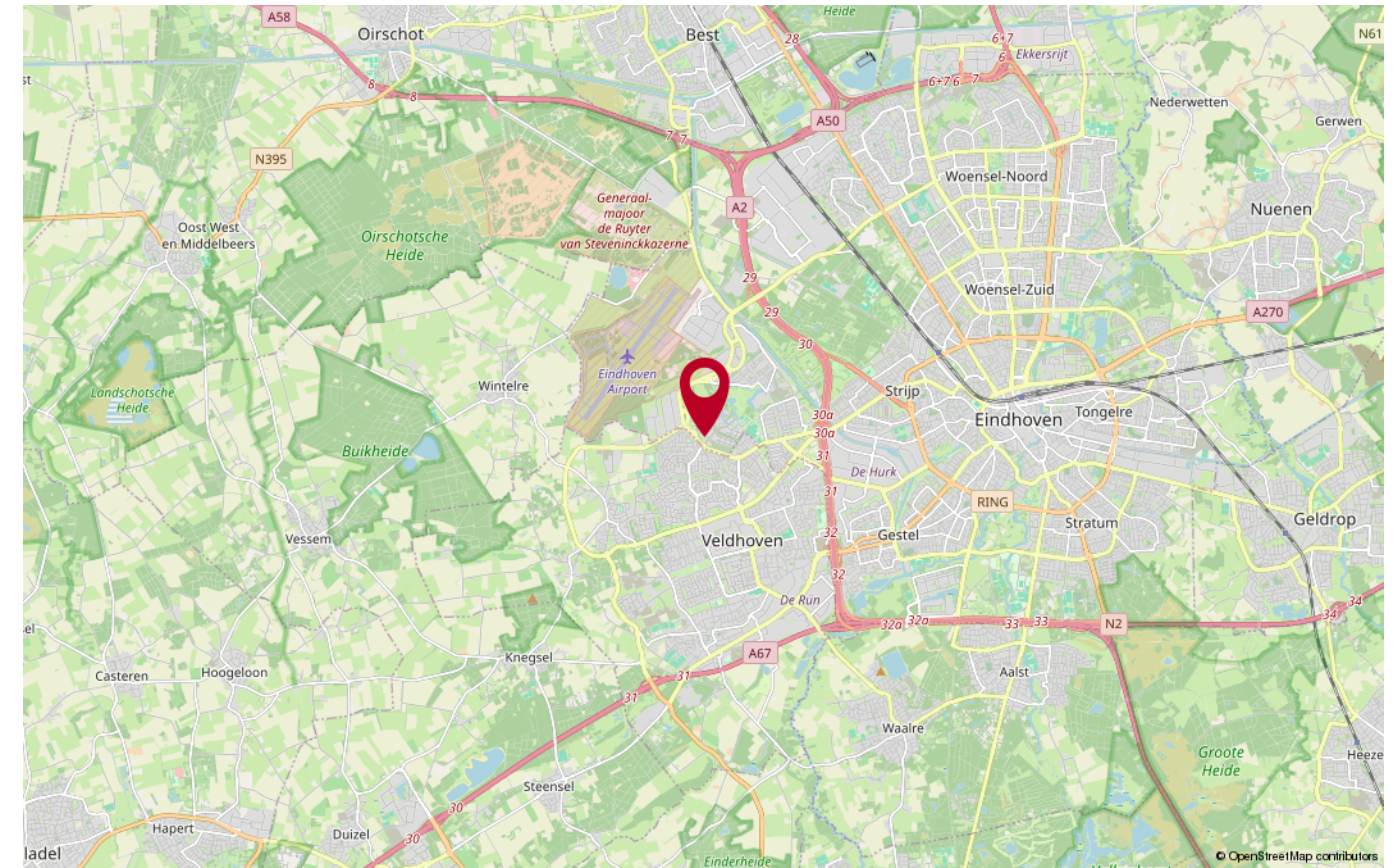 A58
Oirschot
Best
28
Heide
6+7
6
Ekkersrijt
N61
st
8
8
6+7
6
7
Nederwetten
Gerwen
A50
7
7
N395
Woensel-Noord
Generaal-
majoor
de Ruyter
van Steveninckkazerne
A2
Nuenen
Oost West
en Middelbeers
Oirschotsche
Heide
29
Woensel-Zuid
29
A270
30
Eindhoven
Airport
Wintelre
Landschotsche
Heide
Strijp
30a
30a
Eindhoven
Tongelre
Buikheide
31
De Hurk
31
RING
Vessem
Veldhoven
32
Gestel
Stratum
Geldrop
32
De Run
34
34
32a
32a
33
33
N2
el
Knegsel
A67
Casteren
Hoogeloon
31
31
Aalst
Waalre
Groote
Heide
Heeze
Steensel
30
30
Hapert
Duizel
ladel
Einderheide
© OpenStreetMap contributors